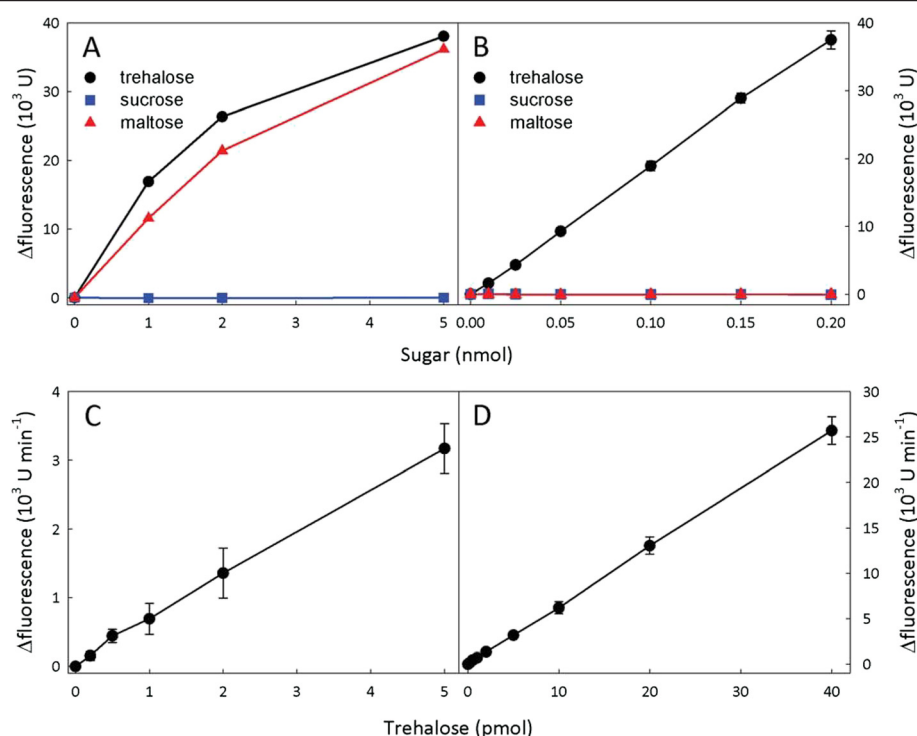 A
B
trehalose
sucrose
maltose
trehalose
sucrose
maltose
Δfluorescence (10³ U)
40
30
20
10
0
0 1 2 3 4 5
0.00 0.05 0.10 0.15 0.20
40
30
20
10
0
Δfluorescence (10³ U)
Sugar (nmol)
C
D
Δfluorescence (10³ U min⁻¹)
4
3
2
1
0
0 1 2 3 4 5
0 10 20 30 40
30
25
20
15
10
5
0
Δfluorescence (10³ U min⁻¹)
Trehalose (pmol)